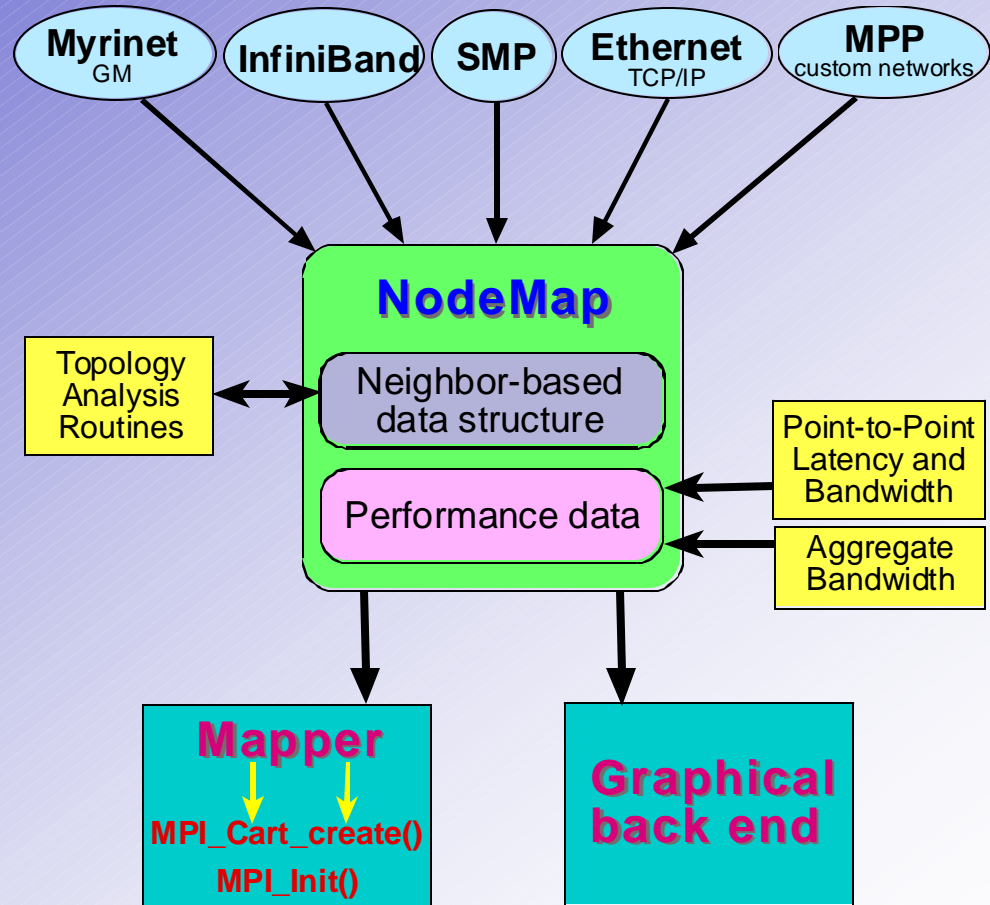 Myrinet
GM
InfiniBand
SMP
Ethernet
TCP/IP
MPP
custom networks
NodeMap
Topology
Analysis
Routines
Neighbor-based
data structure
Performance data
Point-to-Point
Latency and
Bandwidth
Aggregate
Bandwidth
Mapper
MPI_Cart_create()
MPI_Init()
Graphical
back end